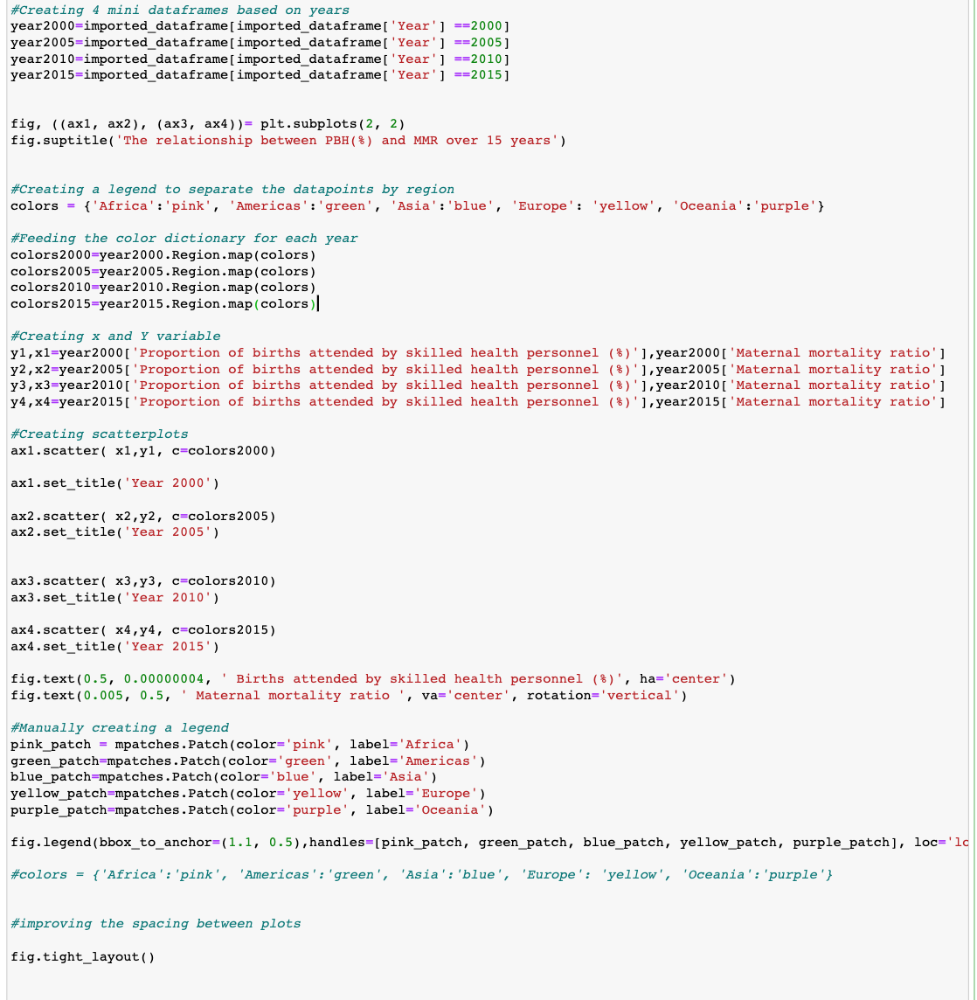 #Creating 4 mini dataframes based on years
year2000=imported_dataframe[imported_dataframe['Year'] ==2000]
year2005=imported_dataframe[imported_dataframe['Year'] ==2005]
year2010=imported_dataframe[imported_dataframe['Year'] ==2010]
year2015=imported_dataframe[imported_dataframe['Year'] ==2015]
fig, ((ax1, ax2), (ax3, ax4))= plt.subplots(2, 2)
fig.suptitle('The relationship between PBH(%) and MMR over 15 years')
#Creating a legend to separate the datapoints by region
colors = {'Africa':'pink', 'Americas':'green', 'Asia':'blue', 'Europe': 'yellow', 'Oceania':'purple'}
#Feeding the color dictionary for each year
colors2000=year2000.Region.map(colors)
colors2005=year2005.Region.map(colors)
colors2010=year2010.Region.map(colors)
colors2015=year2015.Region.map(colors)
#Creating x and Y variable
y1,x1=year2000['Proportion of births attended by skilled health personnel (%)'],year2000['Maternal mortality ratio']
y2,x2=year2005['Proportion of births attended by skilled health personnel (%)'],year2005['Maternal mortality ratio']
y3,x3=year2010['Proportion of births attended by skilled health personnel (%)'],year2010['Maternal mortality ratio']
y4,x4=year2015['Proportion of births attended by skilled health personnel (%)'],year2015['Maternal mortality ratio']
#Creating scatterplots
ax1.scatter( x1,y1, c=colors2000)
ax1.set_title('Year 2000')
ax2.scatter( x2,y2, c=colors2005)
ax2.set_title('Year 2005')
ax3.scatter( x3,y3, c=colors2010)
ax3.set_title('Year 2010')
ax4.scatter( x4,y4, c=colors2015)
ax4.set_title('Year 2015')
fig.text(0.5, 0.00000004, ' Births attended by skilled health personnel (%)', ha='center')
fig.text(0.005, 0.5, ' Maternal mortality ratio ', va='center', rotation='vertical')
#Manually creating a legend
pink_patch = mpatches.Patch(color='pink', label='Africa')
green_patch=mpatches.Patch(color='green', label='Americas')
blue_patch=mpatches.Patch(color='blue', label='Asia')
yellow_patch=mpatches.Patch(color='yellow', label='Europe')
purple_patch=mpatches.Patch(color='purple', label='Oceania')
fig.legend(bbox_to_anchor=(1.1, 0.5),handles=[pink_patch, green_patch, blue_patch, yellow_patch, purple_patch], loc='lo
#colors = {'Africa':'pink', 'Americas':'green', 'Asia':'blue', 'Europe': 'yellow', 'Oceania':'purple'}
#improving the spacing between plots
fig.tight_layout()